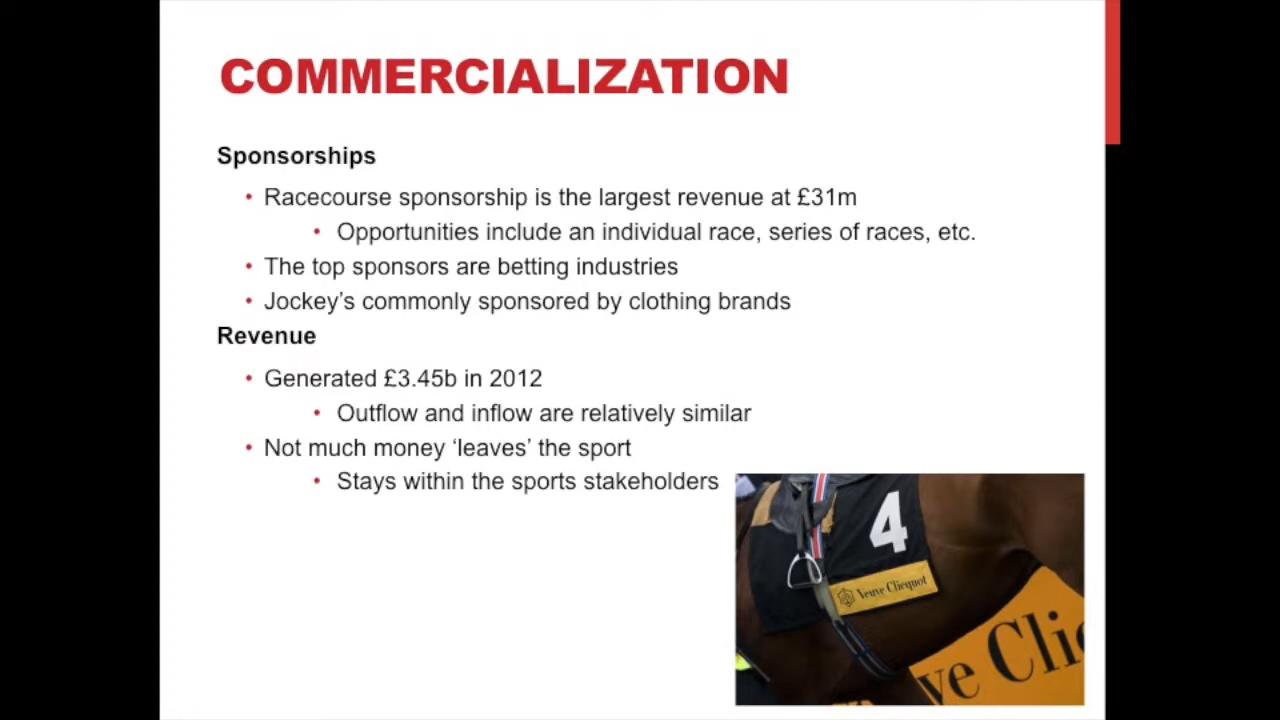 COMMERCIALIZATION
Sponsorships
• Racecourse sponsorship is the largest revenue at £31m
• Opportunities include an individual race, series of races, etc.
• The top sponsors are betting industries
• Jockey’s commonly sponsored by clothing brands
Revenue
• Generated £3.45b in 2012
• Outflow and inflow are relatively similar
• Not much money ‘leaves’ the sport
• Stays within the sports stakeholders
4
Veuve Clicquot
ve Clic